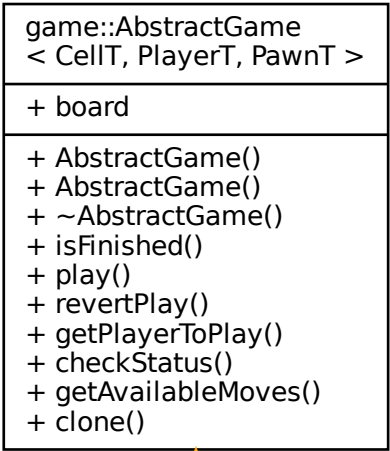 game::AbstractGame
< CellT, PlayerT, PawnT >
+ board
+ AbstractGame()
+ AbstractGame()
+ ~AbstractGame()
+ isFinished()
+ play()
+ revertPlay()
+ getPlayerToPlay()
+ checkStatus()
+ getAvailableMoves()
+ clone()